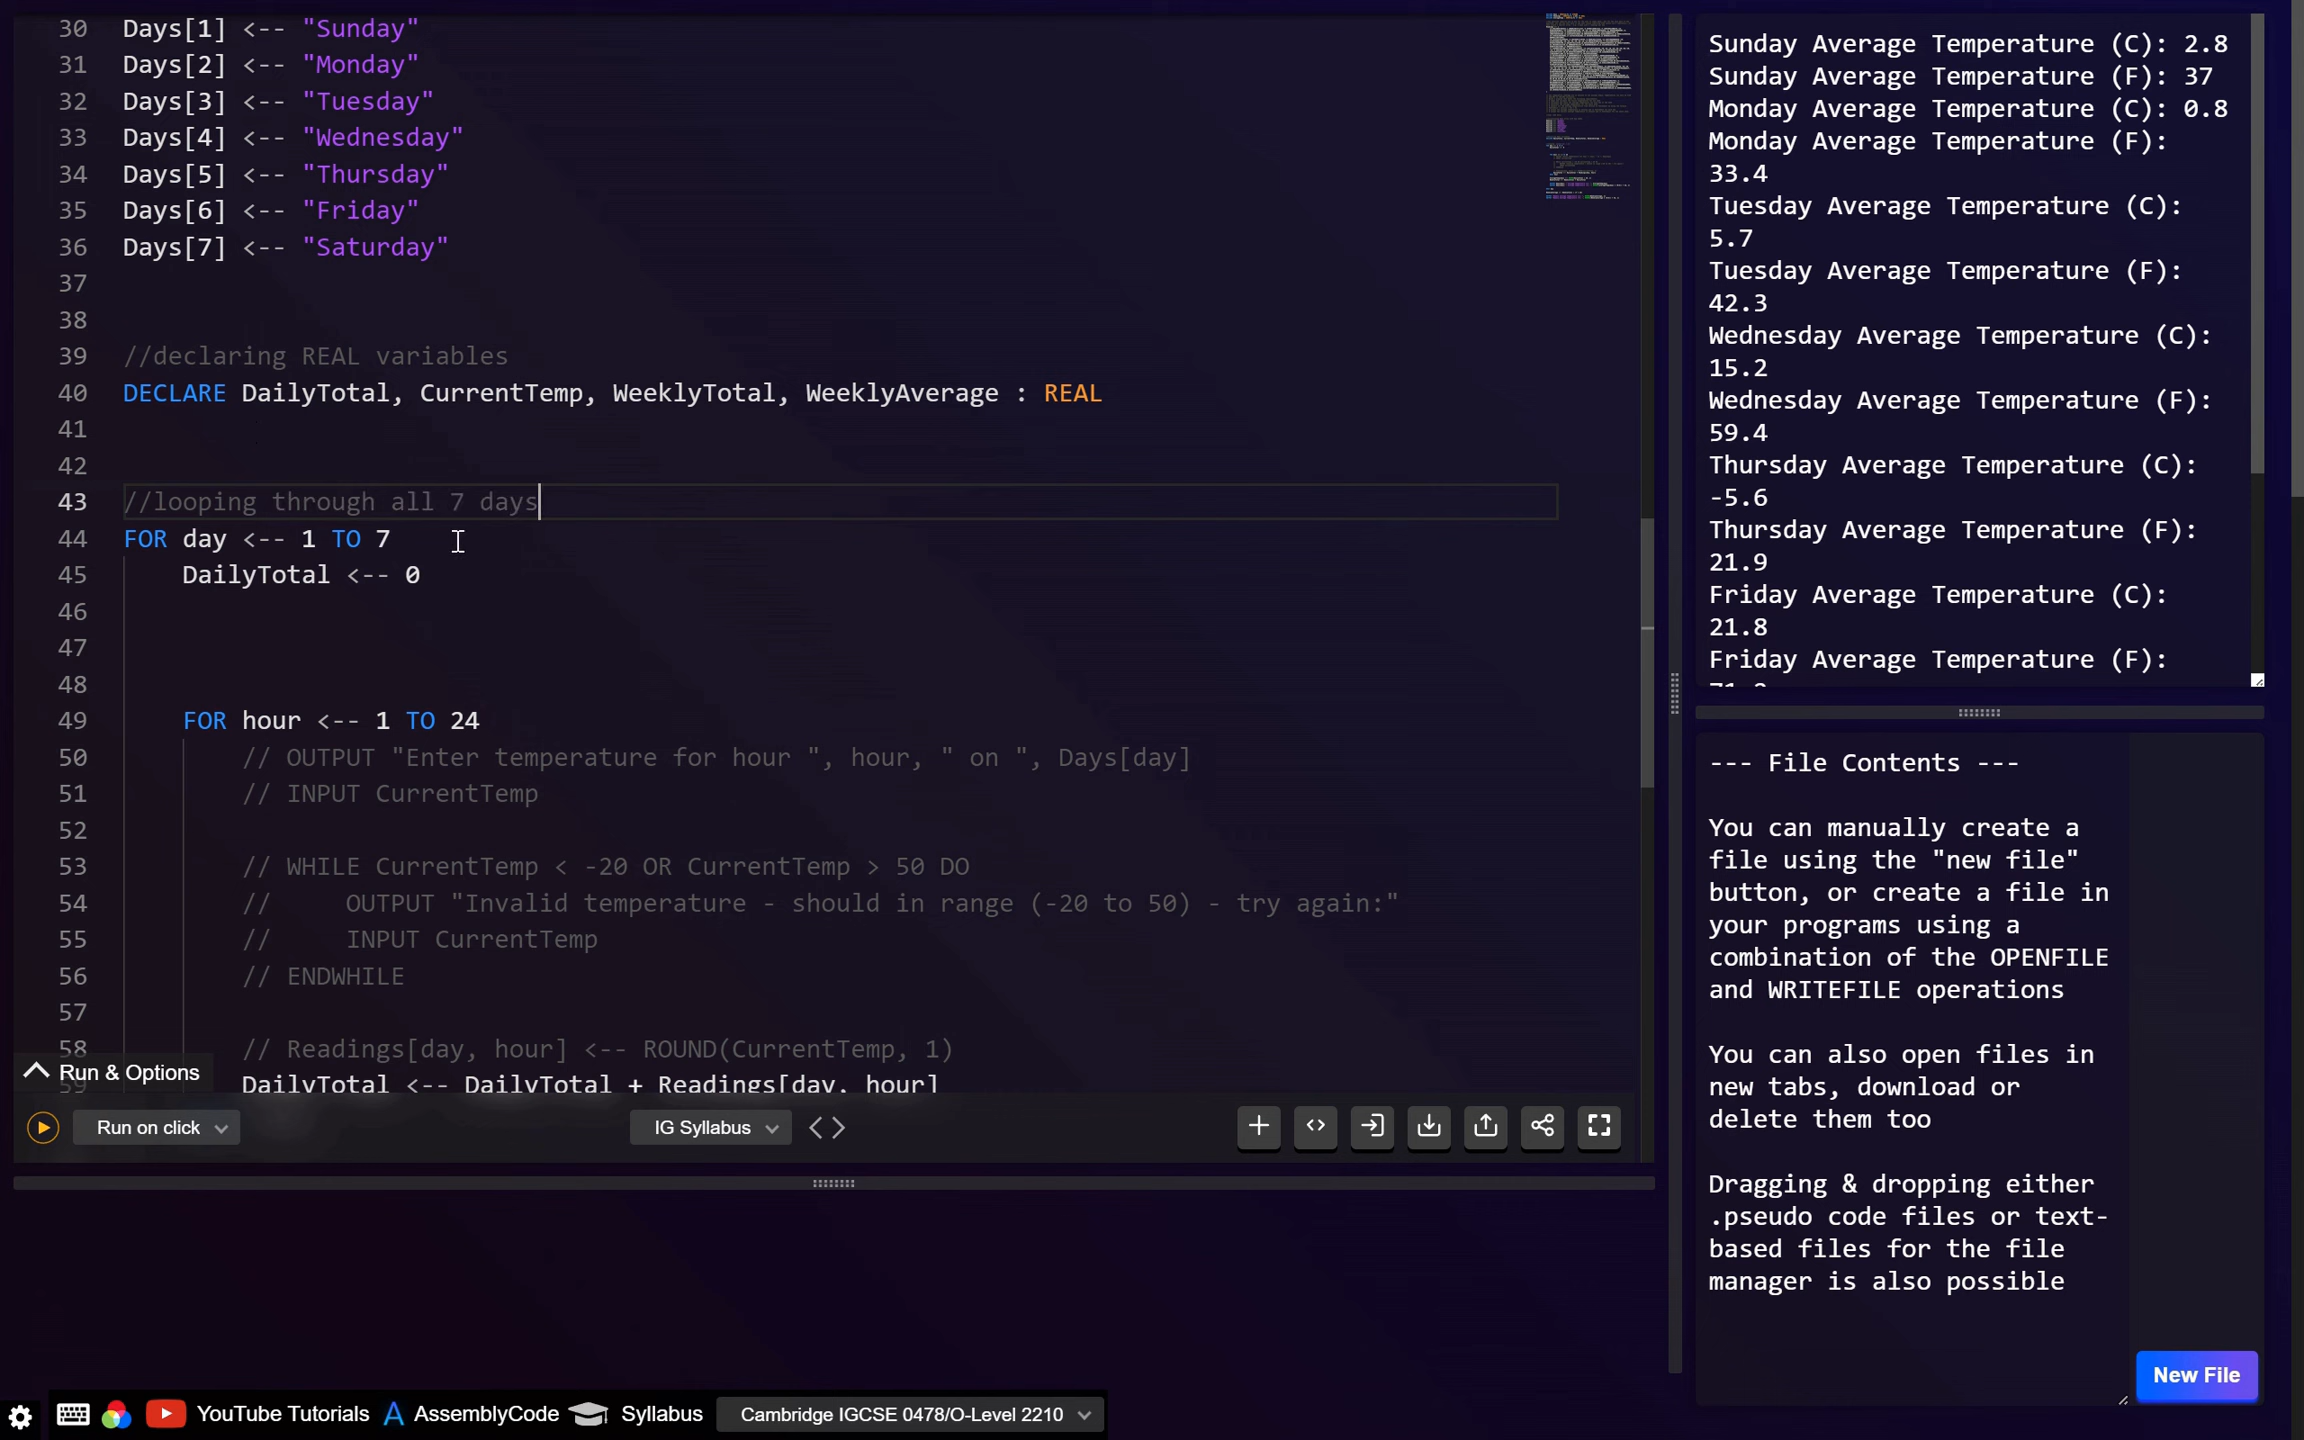 30 Days[1] <-- "Sunday"
31 Days[2] <-- "Monday"
32 Days[3] <-- "Tuesday"
33 Days[4] <-- "Wednesday"
34 Days[5] <-- "Thursday"
35 Days[6] <-- "Friday"
36 Days[7] <-- "Saturday"
37
38
39 //declaring REAL variables
40 DECLARE DailyTotal, CurrentTemp, WeeklyTotal, WeeklyAverage : REAL
41
42
43 //looping through all 7 days
44 FOR day <-- 1 TO 7
45 DailyTotal <-- 0
46
47
48
49 FOR hour <-- 1 TO 24
50 // OUTPUT "Enter temperature for hour ", hour, " on ", Days[day]
51 // INPUT CurrentTemp
52
53 // WHILE CurrentTemp < -20 OR CurrentTemp > 50 DO
54 // OUTPUT "Invalid temperature - should in range (-20 to 50) - try again:"
55 // INPUT CurrentTemp
56 // ENDWHILE
57
58 // Readings[day, hour] <-- ROUND(CurrentTemp, 1)
59 DailyTotal <-- DailyTotal + Readings[day, hour]
Run & Options
Run on click
IG Syllabus
Sunday Average Temperature (C): 2.8
Sunday Average Temperature (F): 37
Monday Average Temperature (C): 0.8
Monday Average Temperature (F):
33.4
Tuesday Average Temperature (C):
5.7
Tuesday Average Temperature (F):
42.3
Wednesday Average Temperature (C):
15.2
Wednesday Average Temperature (F):
59.4
Thursday Average Temperature (C):
-5.6
Thursday Average Temperature (F):
21.9
Friday Average Temperature (C):
21.8
Friday Average Temperature (F):
--- File Contents ---
You can manually create a
file using the "new file"
button, or create a file in
your programs using a
combination of the OPENFILE
and WRITEFILE operations
You can also open files in
new tabs, download or
delete them too
Dragging & dropping either
.pseudo code files or text-
based files for the file
manager is also possible
New File
YouTube Tutorials
AssemblyCode
Syllabus
Cambridge IGCSE 0478/O-Level 2210